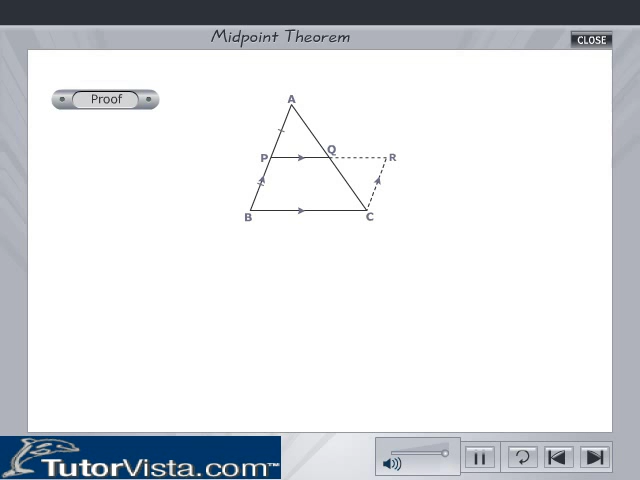 Midpoint Theorem
CLOSE
Proof
A
P
Q
R
B
C
TutorVista.com™